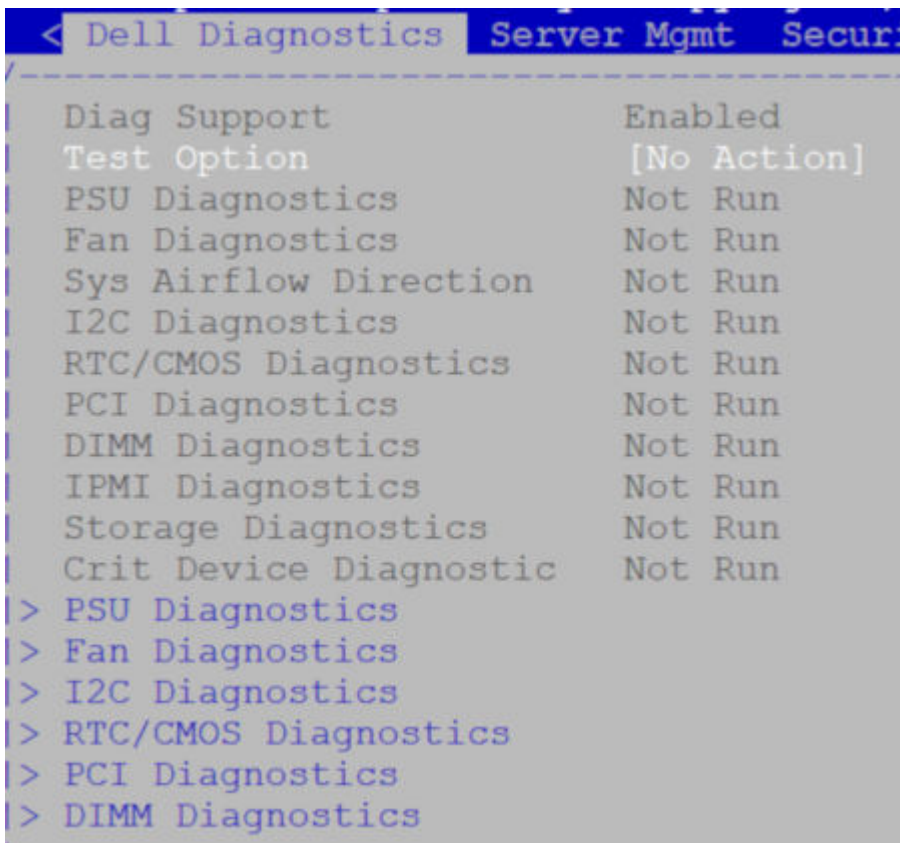 < Dell Diagnostics Server Mgmt
Diag Support Enabled
Test Option [No Action]
PSU Diagnostics Not Run
Fan Diagnostics Not Run
Sys Airflow Direction Not Run
I2C Diagnostics Not Run
RTC/CMOS Diagnostics Not Run
PCI Diagnostics Not Run
DIMM Diagnostics Not Run
IPMI Diagnostics Not Run
Storage Diagnostics Not Run
Crit Device Diagnostic Not Run
> PSU Diagnostics
> Fan Diagnostics
> I2C Diagnostics
> RTC/CMOS Diagnostics
> PCI Diagnostics
> DIMM Diagnostics